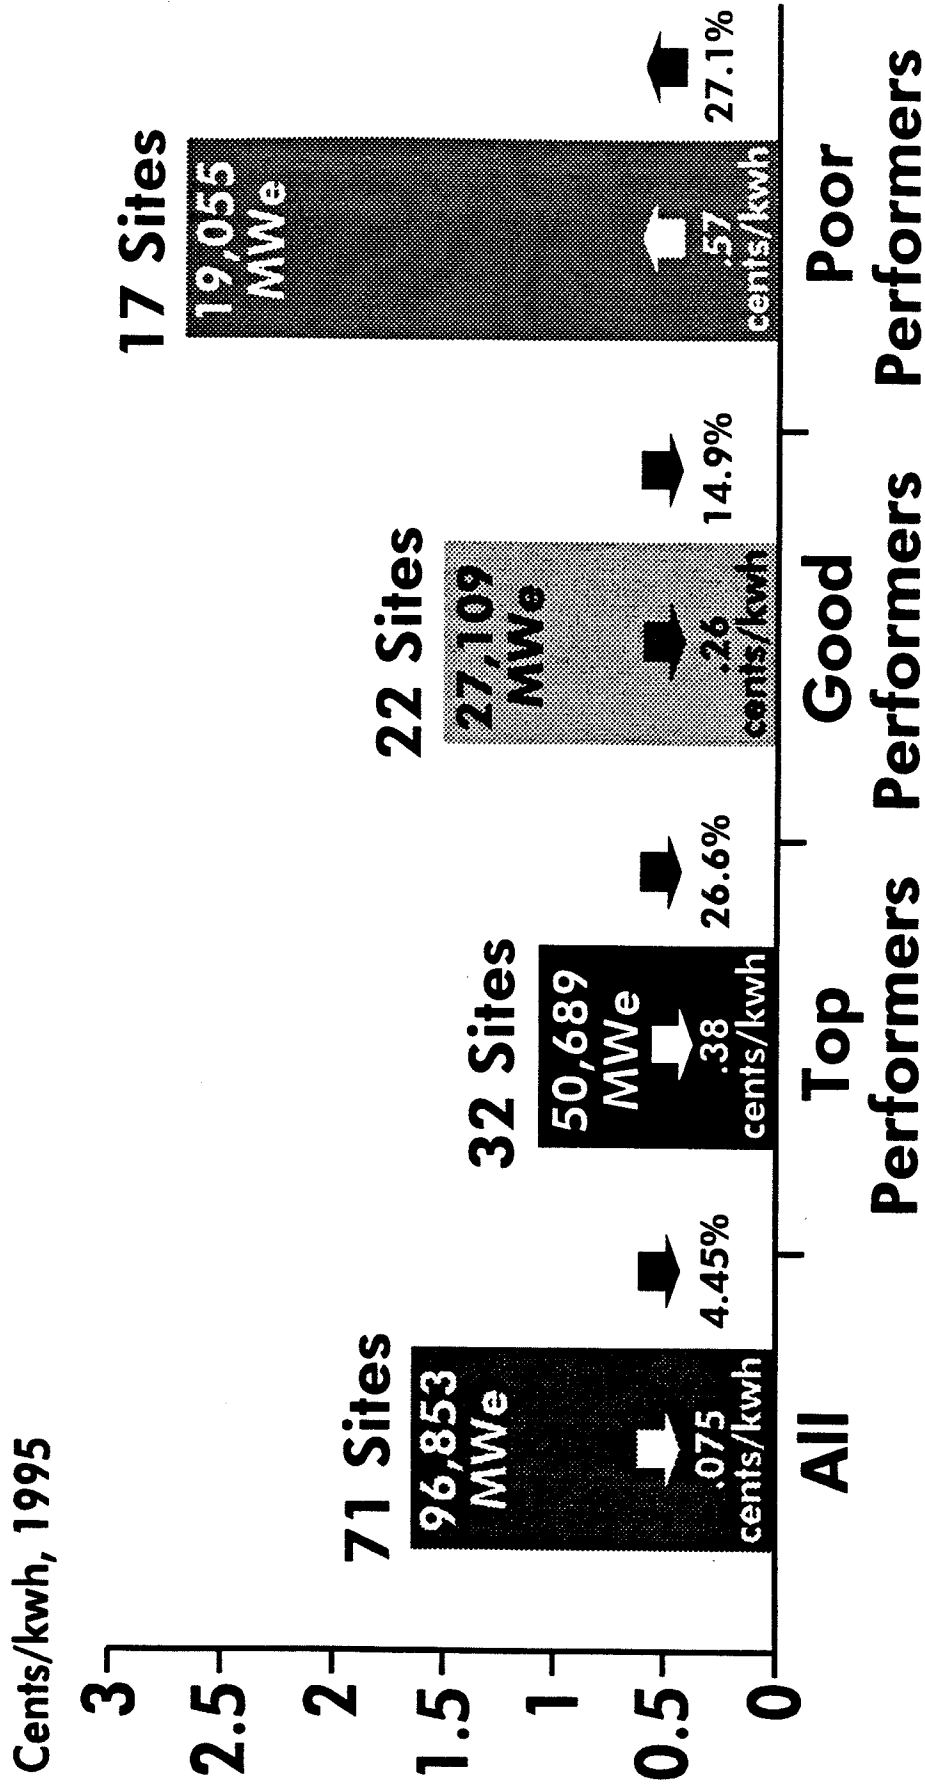 Cents/kwh, 1995
3
2.5
2
1.5
1
0.5
0
71 Sites
96,853
MWe
.075
cents/kwh
4.45%
All
32 Sites
50,689
MWe
.38
cents/kwh
26.6%
Top
Performers
22 Sites
27,109
MWe
.26
cents/kwh
14.9%
Good
Performers
17 Sites
19,055
MWe
.57
cents/kwh
27.1%
Poor
Performers